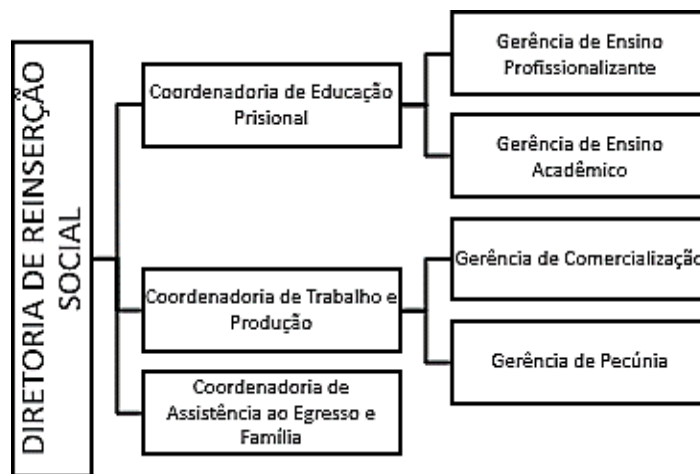 DIRETORIA DE REINSERÇÃO
SOCIAL
Coordenadoria de Educação
Prisional
Gerência de Ensino
Profissionalizante
Gerência de Ensino
Acadêmico
Coordenadoria de Trabalho e
Produção
Gerência de Comercialização
Gerência de Pecúnia
Coordenadoria de
Assistência ao Egresso e
Família